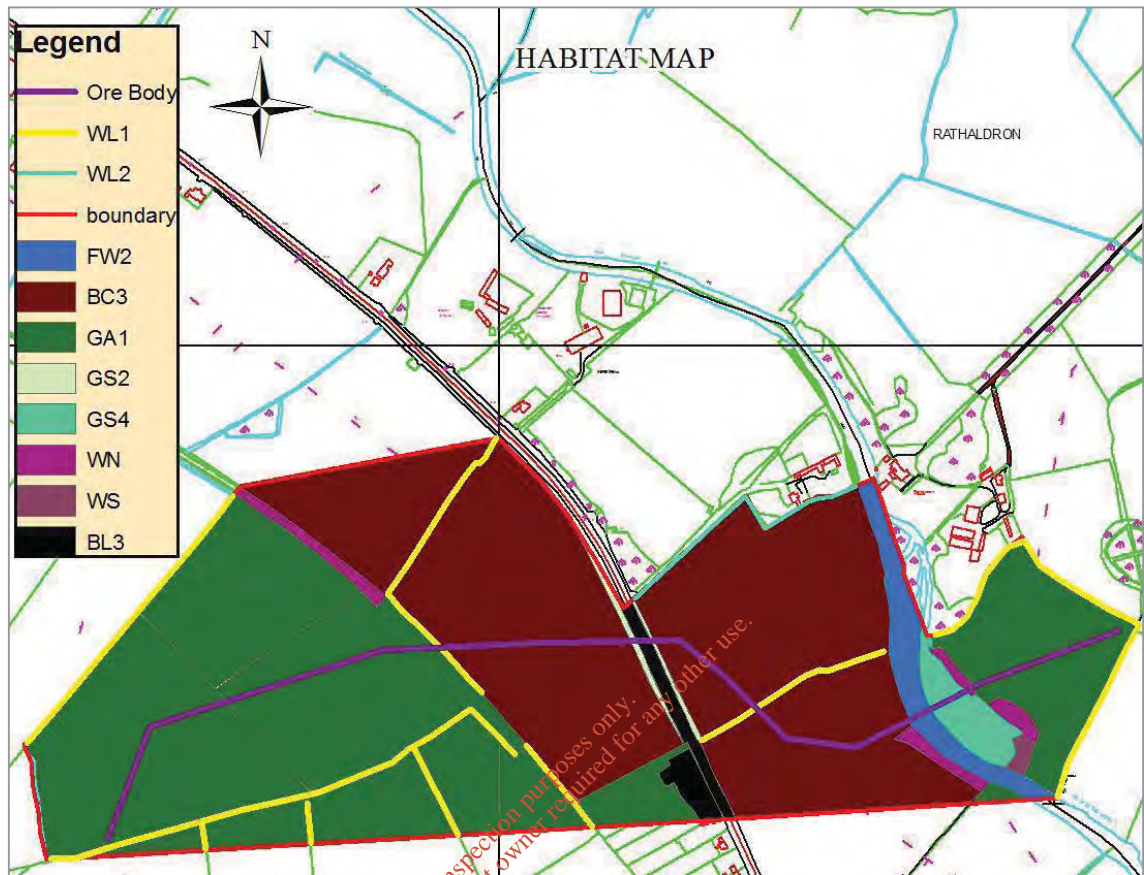 HABITAT MAP
Legend
N
Ore Body
WL1
WL2
boundary
FW2
BC3
GA1
GS2
GS4
WN
WS
BL3
RATHALDRON
nspection purposes only.
t owner required for any other use.